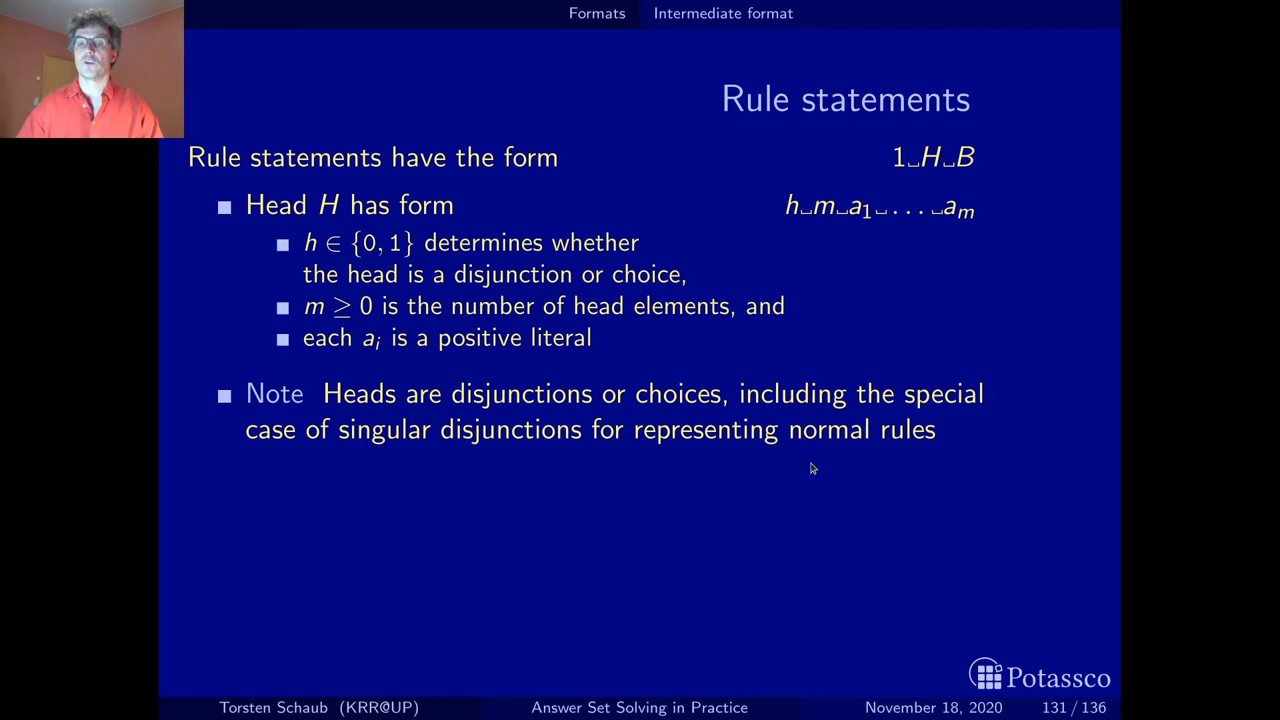 Formats Intermediate format
Rule statements
Rule statements have the form 1␣H␣B
■ Head H has form h␣m␣a₁␣...␣aₘ
■ h ∈ {0, 1} determines whether
the head is a disjunction or choice,
■ m ≥ 0 is the number of head elements, and
■ each aᵢ is a positive literal
■ Note Heads are disjunctions or choices, including the special
case of singular disjunctions for representing normal rules
Potassco
Torsten Schaub (KRR@UP) Answer Set Solving in Practice November 18, 2020 131 / 136